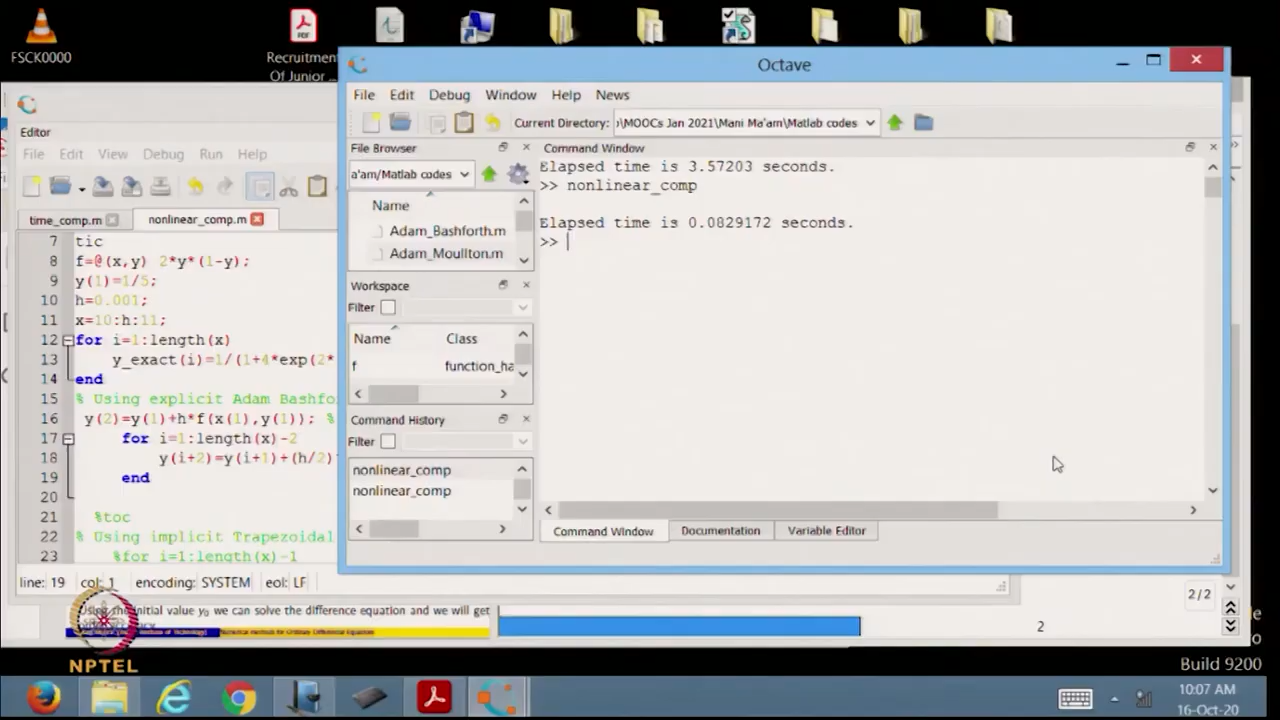 FSCK0000
Recruitment
Of Junior ...
Octave
File Edit Debug Window Help News
Current Directory: )\MOOCs Jan 2021\Mani Ma'am\Matlab codes
Editor
File Edit View Debug Run Help
time_comp.m nonlinear_comp.m
7 tic
8 f=@(x,y) 2*y*(1-y);
9 y(1)=1/5;
10 h=0.001;
11 x=10:h:11;
12 for i=1:length(x)
13 y_exact(i)=1/(1+4*exp(2*
14 end
15 % Using explicit Adam Bashfo
16 y(2)=y(1)+h*f(x(1),y(1)); %
17 for i=1:length(x)-2
18 y(i+2)=y(i+1)+(h/2)
19 end
20
21 %toc
22 % Using implicit Trapezoidal
23 %for i=1:length(x)-1
line: 19 col: 1 encoding: SYSTEM eol: LF
File Browser
a'am/Matlab codes
Name
Adam_Bashforth.m
Adam_Moullton.m
Workspace
Filter
Name Class
f function_ha
Command History
Filter
nonlinear_comp
nonlinear_comp
Command Window
Elapsed time is 3.57203 seconds.
>> nonlinear_comp
Elapsed time is 0.0829172 seconds.
>>
Command Window Documentation Variable Editor
2/2
Using the initial value y₀ we can solve the difference equation and we will get
Numerical methods for Ordinary Differential Equation
2
NPTEL
Build 9200
10:07 AM
16-Oct-20